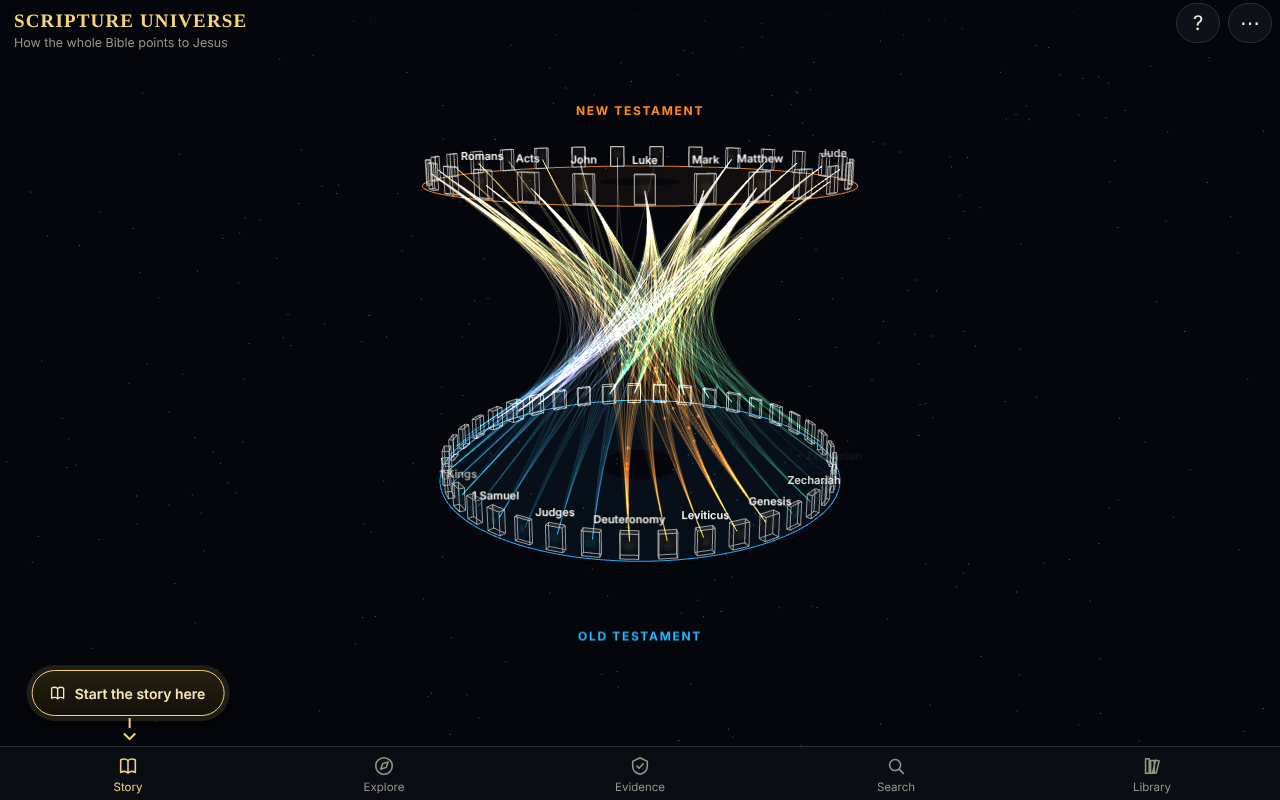 SCRIPTURE UNIVERSE
How the whole Bible points to Jesus
?
NEW TESTAMENT
Romans Acts John Luke Mark Matthew Jude
Kings
1 Samuel
Judges
Deuteronomy
Leviticus
Genesis
Zechariah
OLD TESTAMENT
Start the story here
Story Explore Evidence Search Library